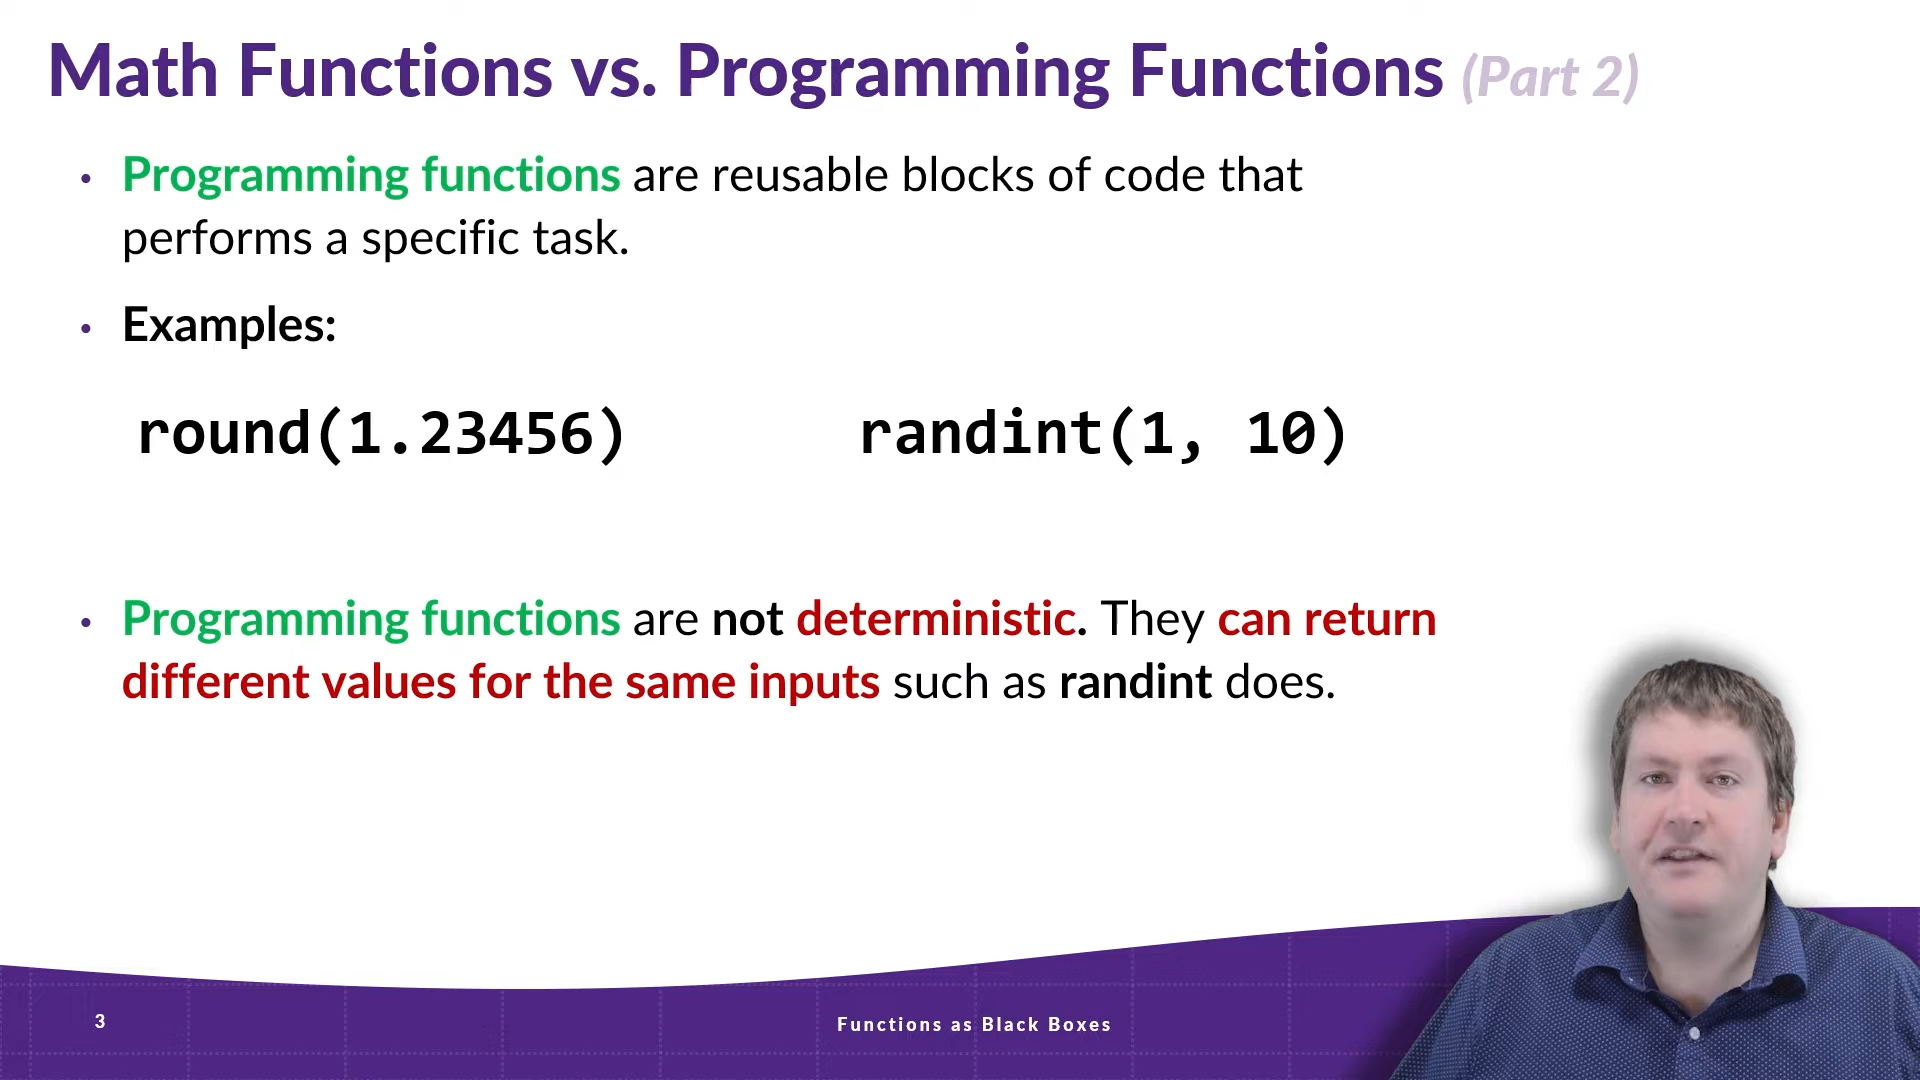 Math Functions vs. Programming Functions (Part 2)
• Programming functions are reusable blocks of code that
performs a specific task.
• Examples:
round(1.23456) randint(1, 10)
• Programming functions are not deterministic. They can return
different values for the same inputs such as randint does.
3
Functions as Black Boxes